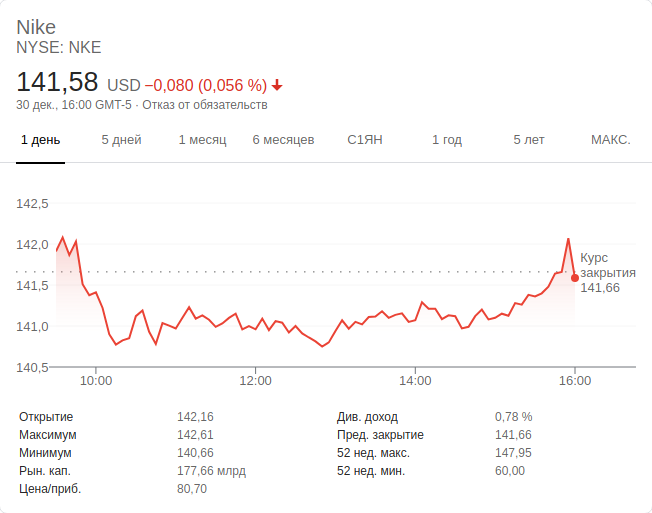 Nike
NYSE: NKE
141,58 USD −0,080 (0,056 %)
30 дек., 16:00 GMT-5 · Отказ от обязательств
1 день 5 дней 1 месяц 6 месяцев С1ЯН 1 год 5 лет МАКС.
142,5
142,0
141,5
141,0
140,5
Курс
закрытия
141,66
10:00 12:00 14:00 16:00
Открытие 142,16 Див. доход 0,78 %
Максимум 142,61 Пред. закрытие 141,66
Минимум 140,66 52 нед. макс. 147,95
Рын. кап. 177,66 млрд 52 нед. мин. 60,00
Цена/приб. 80,70